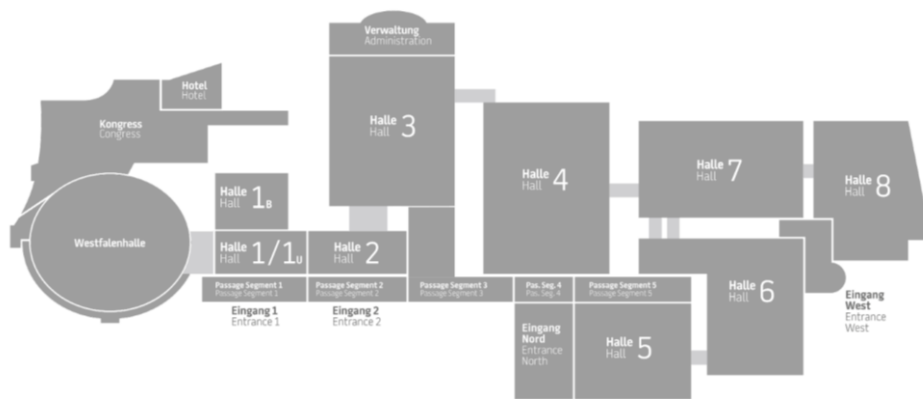 Verwaltung
Administration
Hotel
Hotel
Kongress
Congress
Halle
Hall 3
Halle
Hall 4
Halle
Hall 7
Halle
Hall 8
Halle
Hall 1B
Westfalenhalle
Halle
Hall 1/1U
Halle
Hall 2
Halle
Hall 6
Passage Segment 1
Passage Segment 1
Passage Segment 2
Passage Segment 2
Passage Segment 3
Passage Segment 3
Pas. Seg. 4
Pas. Seg. 4
Passage Segment 5
Passage Segment 5
Eingang 1
Entrance 1
Eingang 2
Entrance 2
Eingang
Nord
Entrance
North
Halle
Hall 5
Eingang
West
Entrance
West